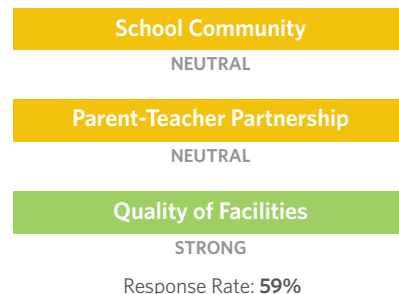 School Community
NEUTRAL
Parent-Teacher Partnership
NEUTRAL
Quality of Facilities
STRONG
Response Rate: 59%